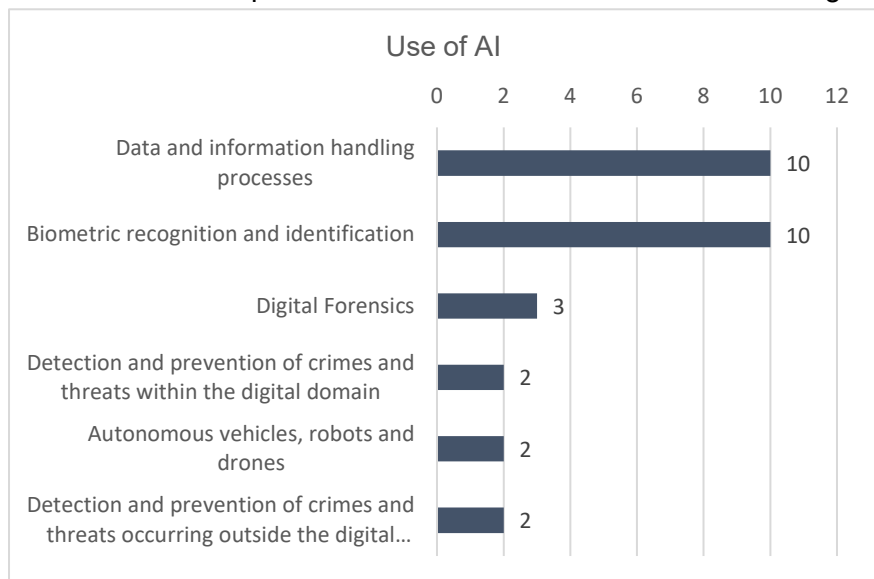 Use of AI
0 2 4 6 8 10 12
Data and information handling
processes
10
Biometric recognition and identification
10
Digital Forensics
3
Detection and prevention of crimes and
threats within the digital domain
2
Autonomous vehicles, robots and
drones
2
Detection and prevention of crimes and
threats occurring outside the digital...
2